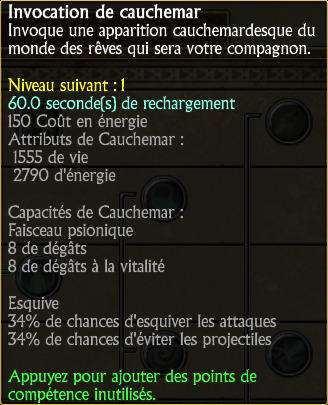 Invocation de cauchemar
Invoque une apparition cauchemardesque du
monde des rêves qui sera votre compagnon.
Niveau suivant : 1
60.0 seconde(s) de rechargement
150 Coût en énergie
Attributs de Cauchemar :
1555 de vie
2790 d'énergie
Capacités de Cauchemar :
Faisceau psionique
8 de dégâts
8 de dégâts à la vitalité
Esquive
34% de chances d'esquiver les attaques
34% de chances d'éviter les projectiles
Appuyez pour ajouter des points de
compétence inutilisés.